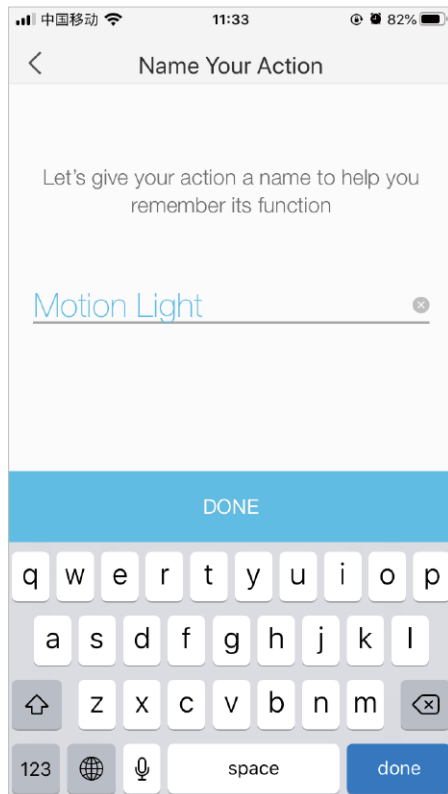 中国移动 11:33 82%
Name Your Action
Let's give your action a name to help you
remember its function
Motion Light
DONE
q w e r t y u i o p
a s d f g h j k l
z x c v b n m
123 space done